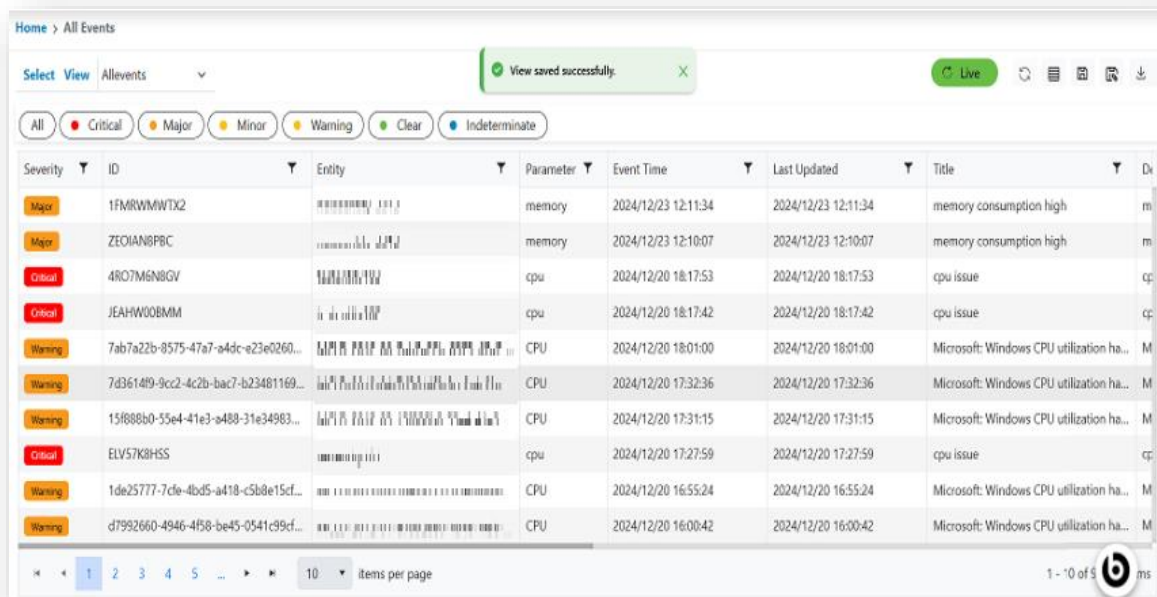 Home > All Events
Select View Allevents
View saved successfully. X
Live
All Critical Major Minor Warning Clear Indeterminate
Severity ID Entity Parameter Event Time Last Updated Title
Major 1FMRWMWTX2 memory 2024/12/23 12:11:34 2024/12/23 12:11:34 memory consumption high m
Major ZEOIAN8PBC memory 2024/12/23 12:10:07 2024/12/23 12:10:07 memory consumption high m
Critical 4RO7M6N8GV cpu 2024/12/20 18:17:53 2024/12/20 18:17:53 cpu issue
Critical JEAHW00BMM cpu 2024/12/20 18:17:42 2024/12/20 18:17:42 cpu issue
Warning 7ab7a22b-8575-47a7-a4dc-e23e0260... CPU 2024/12/20 18:01:00 2024/12/20 18:01:00 Microsoft: Windows CPU utilization ha... M
Warning 7d3614f9-9cc2-4c2b-bac7-b23481169... CPU 2024/12/20 17:32:36 2024/12/20 17:32:36 Microsoft: Windows CPU utilization ha... M
Warning 15f888b0-55e4-41e3-a488-31e34983... CPU 2024/12/20 17:31:15 2024/12/20 17:31:15 Microsoft: Windows CPU utilization ha... M
Critical ELV57K8HSS cpu 2024/12/20 17:27:59 2024/12/20 17:27:59 cpu issue
Warning 1de25777-7cfe-4bd5-a418-c5b8e15cf... CPU 2024/12/20 16:55:24 2024/12/20 16:55:24 Microsoft: Windows CPU utilization ha... M
Warning d7992660-4946-4f58-be45-0541c99cf... CPU 2024/12/20 16:00:42 2024/12/20 16:00:42 Microsoft: Windows CPU utilization ha... M
1 2 3 4 5 ... 10 items per page 1 - 10 of